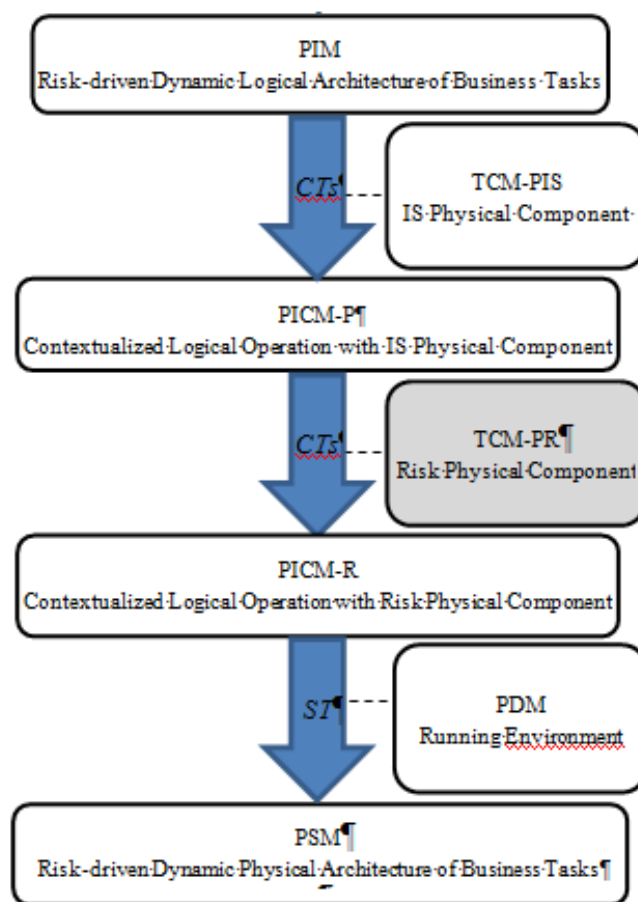 PIM
Risk-driven·Dynamic·Logical·Architecture·of·Business·Tasks
CTs¶
TCM-PIS
IS·Physical·Component·
PICM-P¶
Contextualized·Logical·Operation·with·IS·Physical·Component
CTs¶
TCM-PR¶
Risk·Physical·Component
PICM-R
Contextualized·Logical·Operation·with·Risk·Physical·Component
ST¶
PDM
Running·Environment
PSM¶
Risk-driven·Dynamic·Physical·Architecture·of·Business·Tasks¶
¶